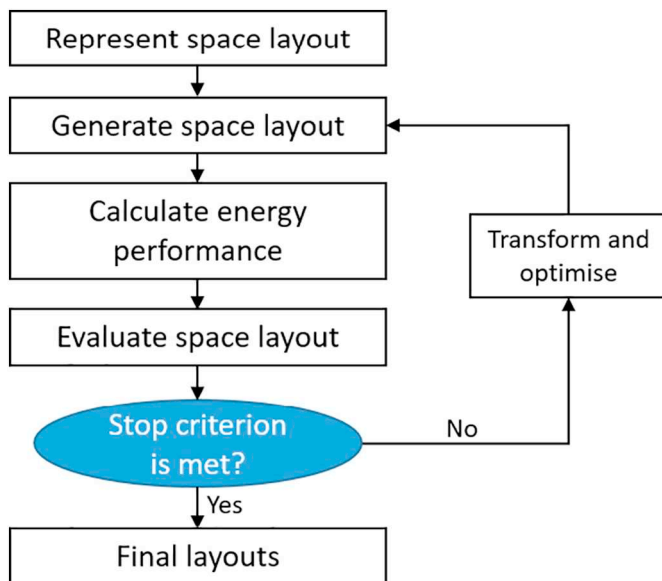 Represent space layout
Generate space layout
Calculate energy
performance
Transform and
optimise
Evaluate space layout
Stop criterion
is met?
No
Yes
Final layouts